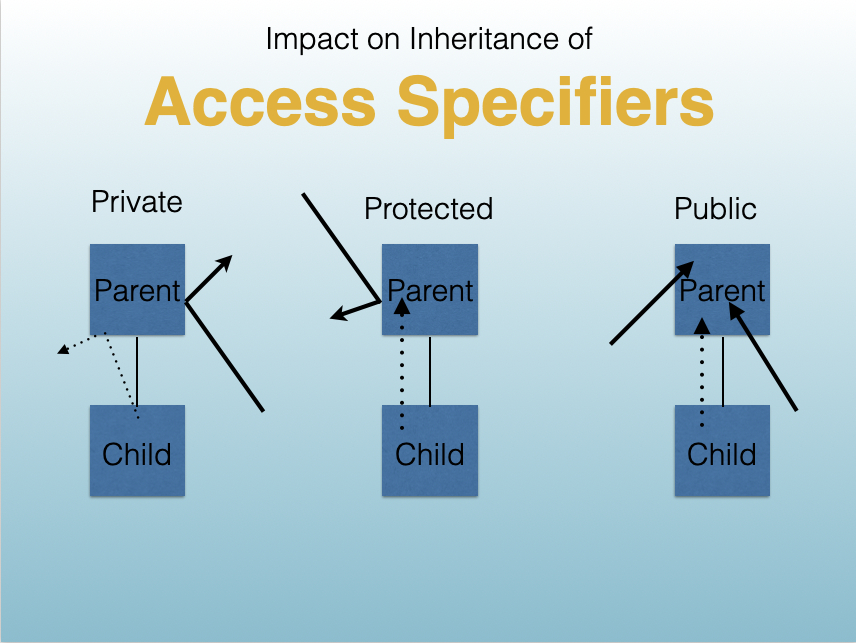 Impact on Inheritance of
Access Specifiers
Private
Protected
Public
Parent
Parent
Parent
Child
Child
Child